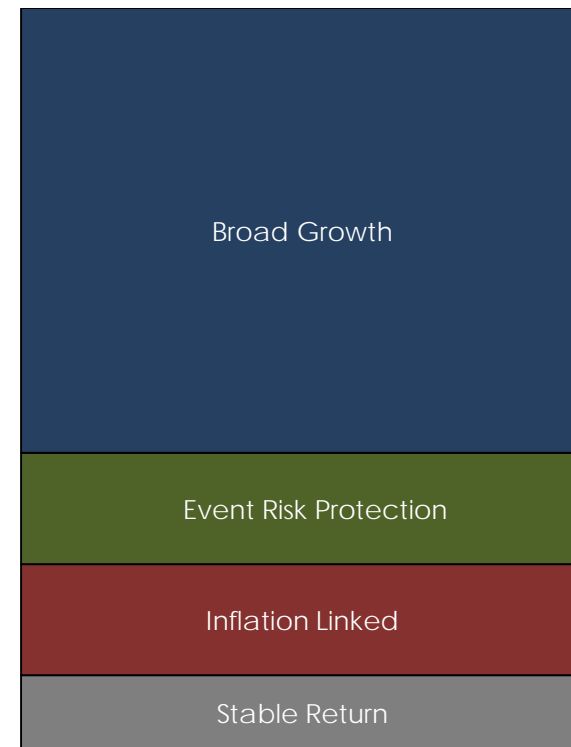 Broad Growth
Event Risk Protection
Inflation Linked
Stable Return